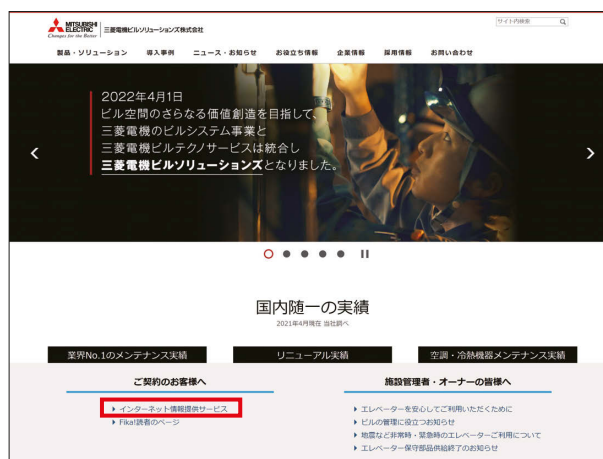 MITSUBISHI
ELECTRIC
Changes for the Better
三菱電機ビルソリューションズ株式会社
サイト内検索
製品・ソリューション 導入事例 ニュース・お知らせ お役立ち情報 企業情報 採用情報 お問い合わせ
2022年4月1日
ビル空間のさらなる価値創造を目指して、
三菱電機のビルシステム事業と
三菱電機ビルテクノサービスは統合し
三菱電機ビルソリューションズとなりました。
国内随一の実績
2021年4月現在 当社調べ
業界No.1のメンテナンス実績 リニューアル実績 空調・冷熱機器メンテナンス実績
ご契約のお客様へ
インターネット情報提供サービス
Fika!読者のページ
施設管理者・オーナーの皆様へ
エレベーターを安心してご利用いただくために
ビルの管理に役立つお知らせ
地震など非常時・緊急時のエレベーターご利用について
エレベーター保守部品供給終了のお知らせ